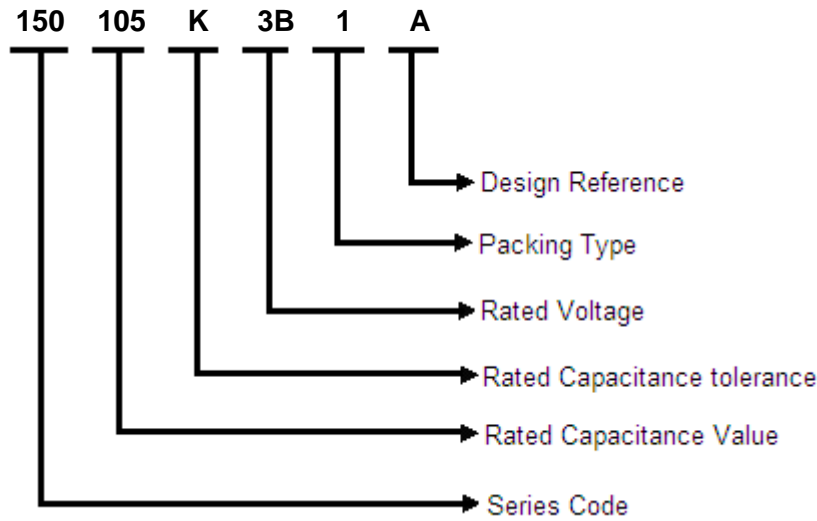 150 105 K 3B 1 A
Design Reference
Packing Type
Rated Voltage
Rated Capacitance tolerance
Rated Capacitance Value
Series Code